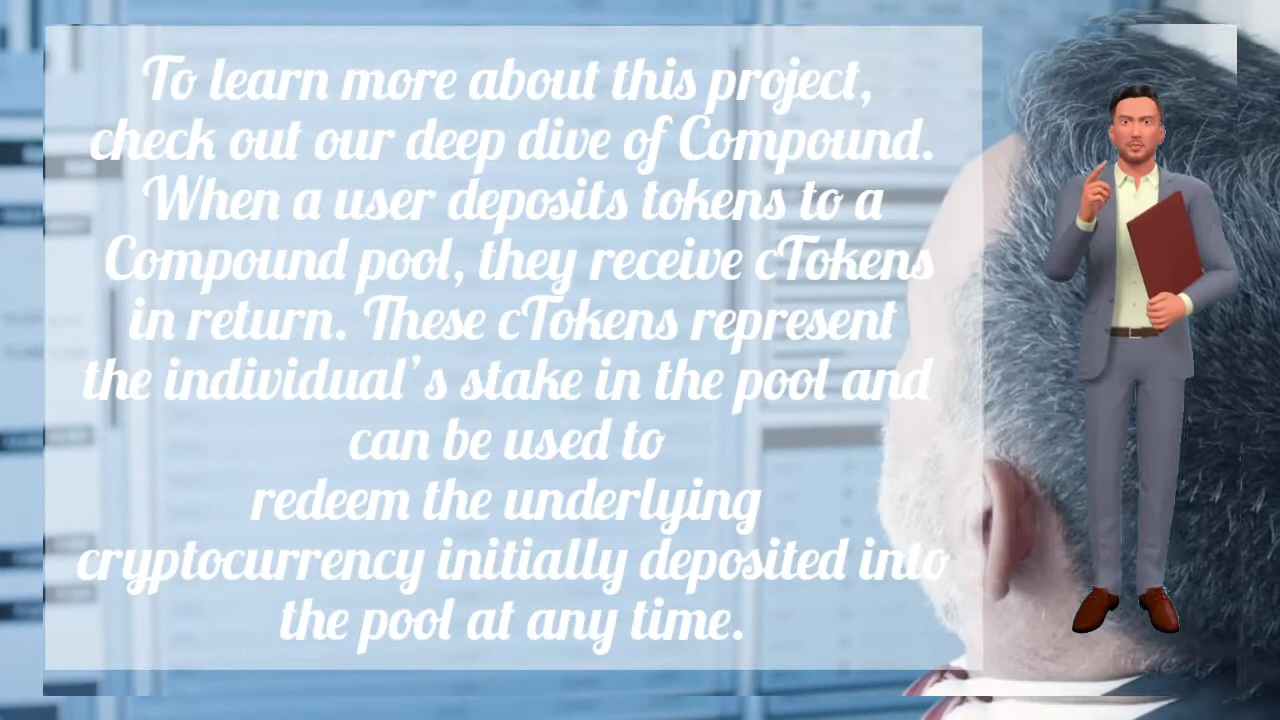 To learn more about this project,
check out our deep dive of Compound.
When a user deposits tokens to a
Compound pool, they receive cTokens
in return. These cTokens represent
the individual's stake in the pool and
can be used to
redeem the underlying
cryptocurrency initially deposited into
the pool at any time.